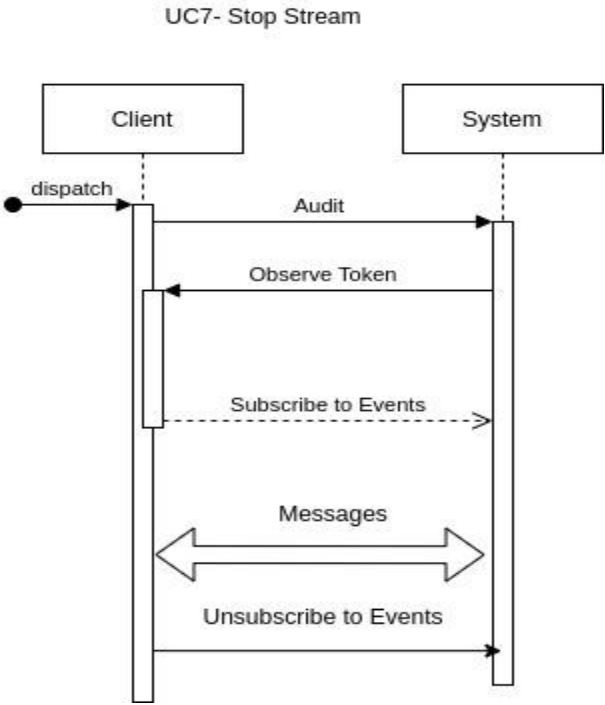 UC7- Stop Stream
Client
System
dispatch
Audit
Observe Token
Subscribe to Events
Messages
Unsubscribe to Events